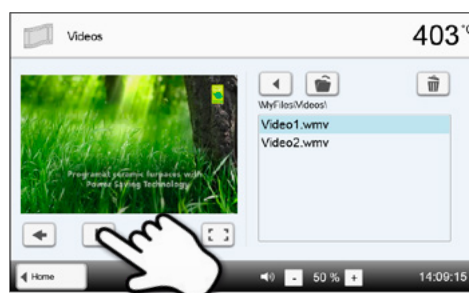 Videos
403°C
\MyFiles\Videos\
Video1.wmv
Video2.wmv
Programat ceramic furnaces with
Power Saving Technology
Home
- 50 % +
14:09:15